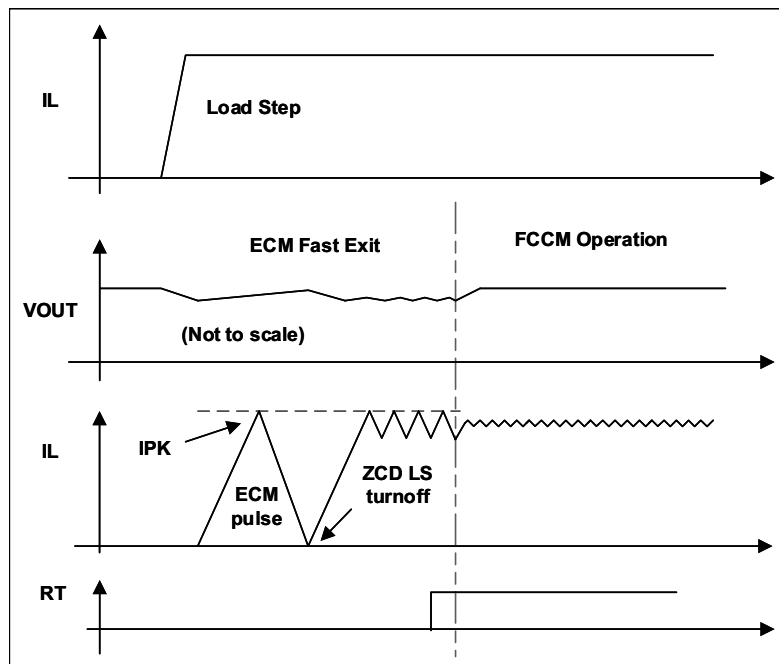 IL
Load Step
ECM Fast Exit
FCCM Operation
VOUT
(Not to scale)
IL
IPK
ECM
pulse
ZCD LS
turnoff
RT